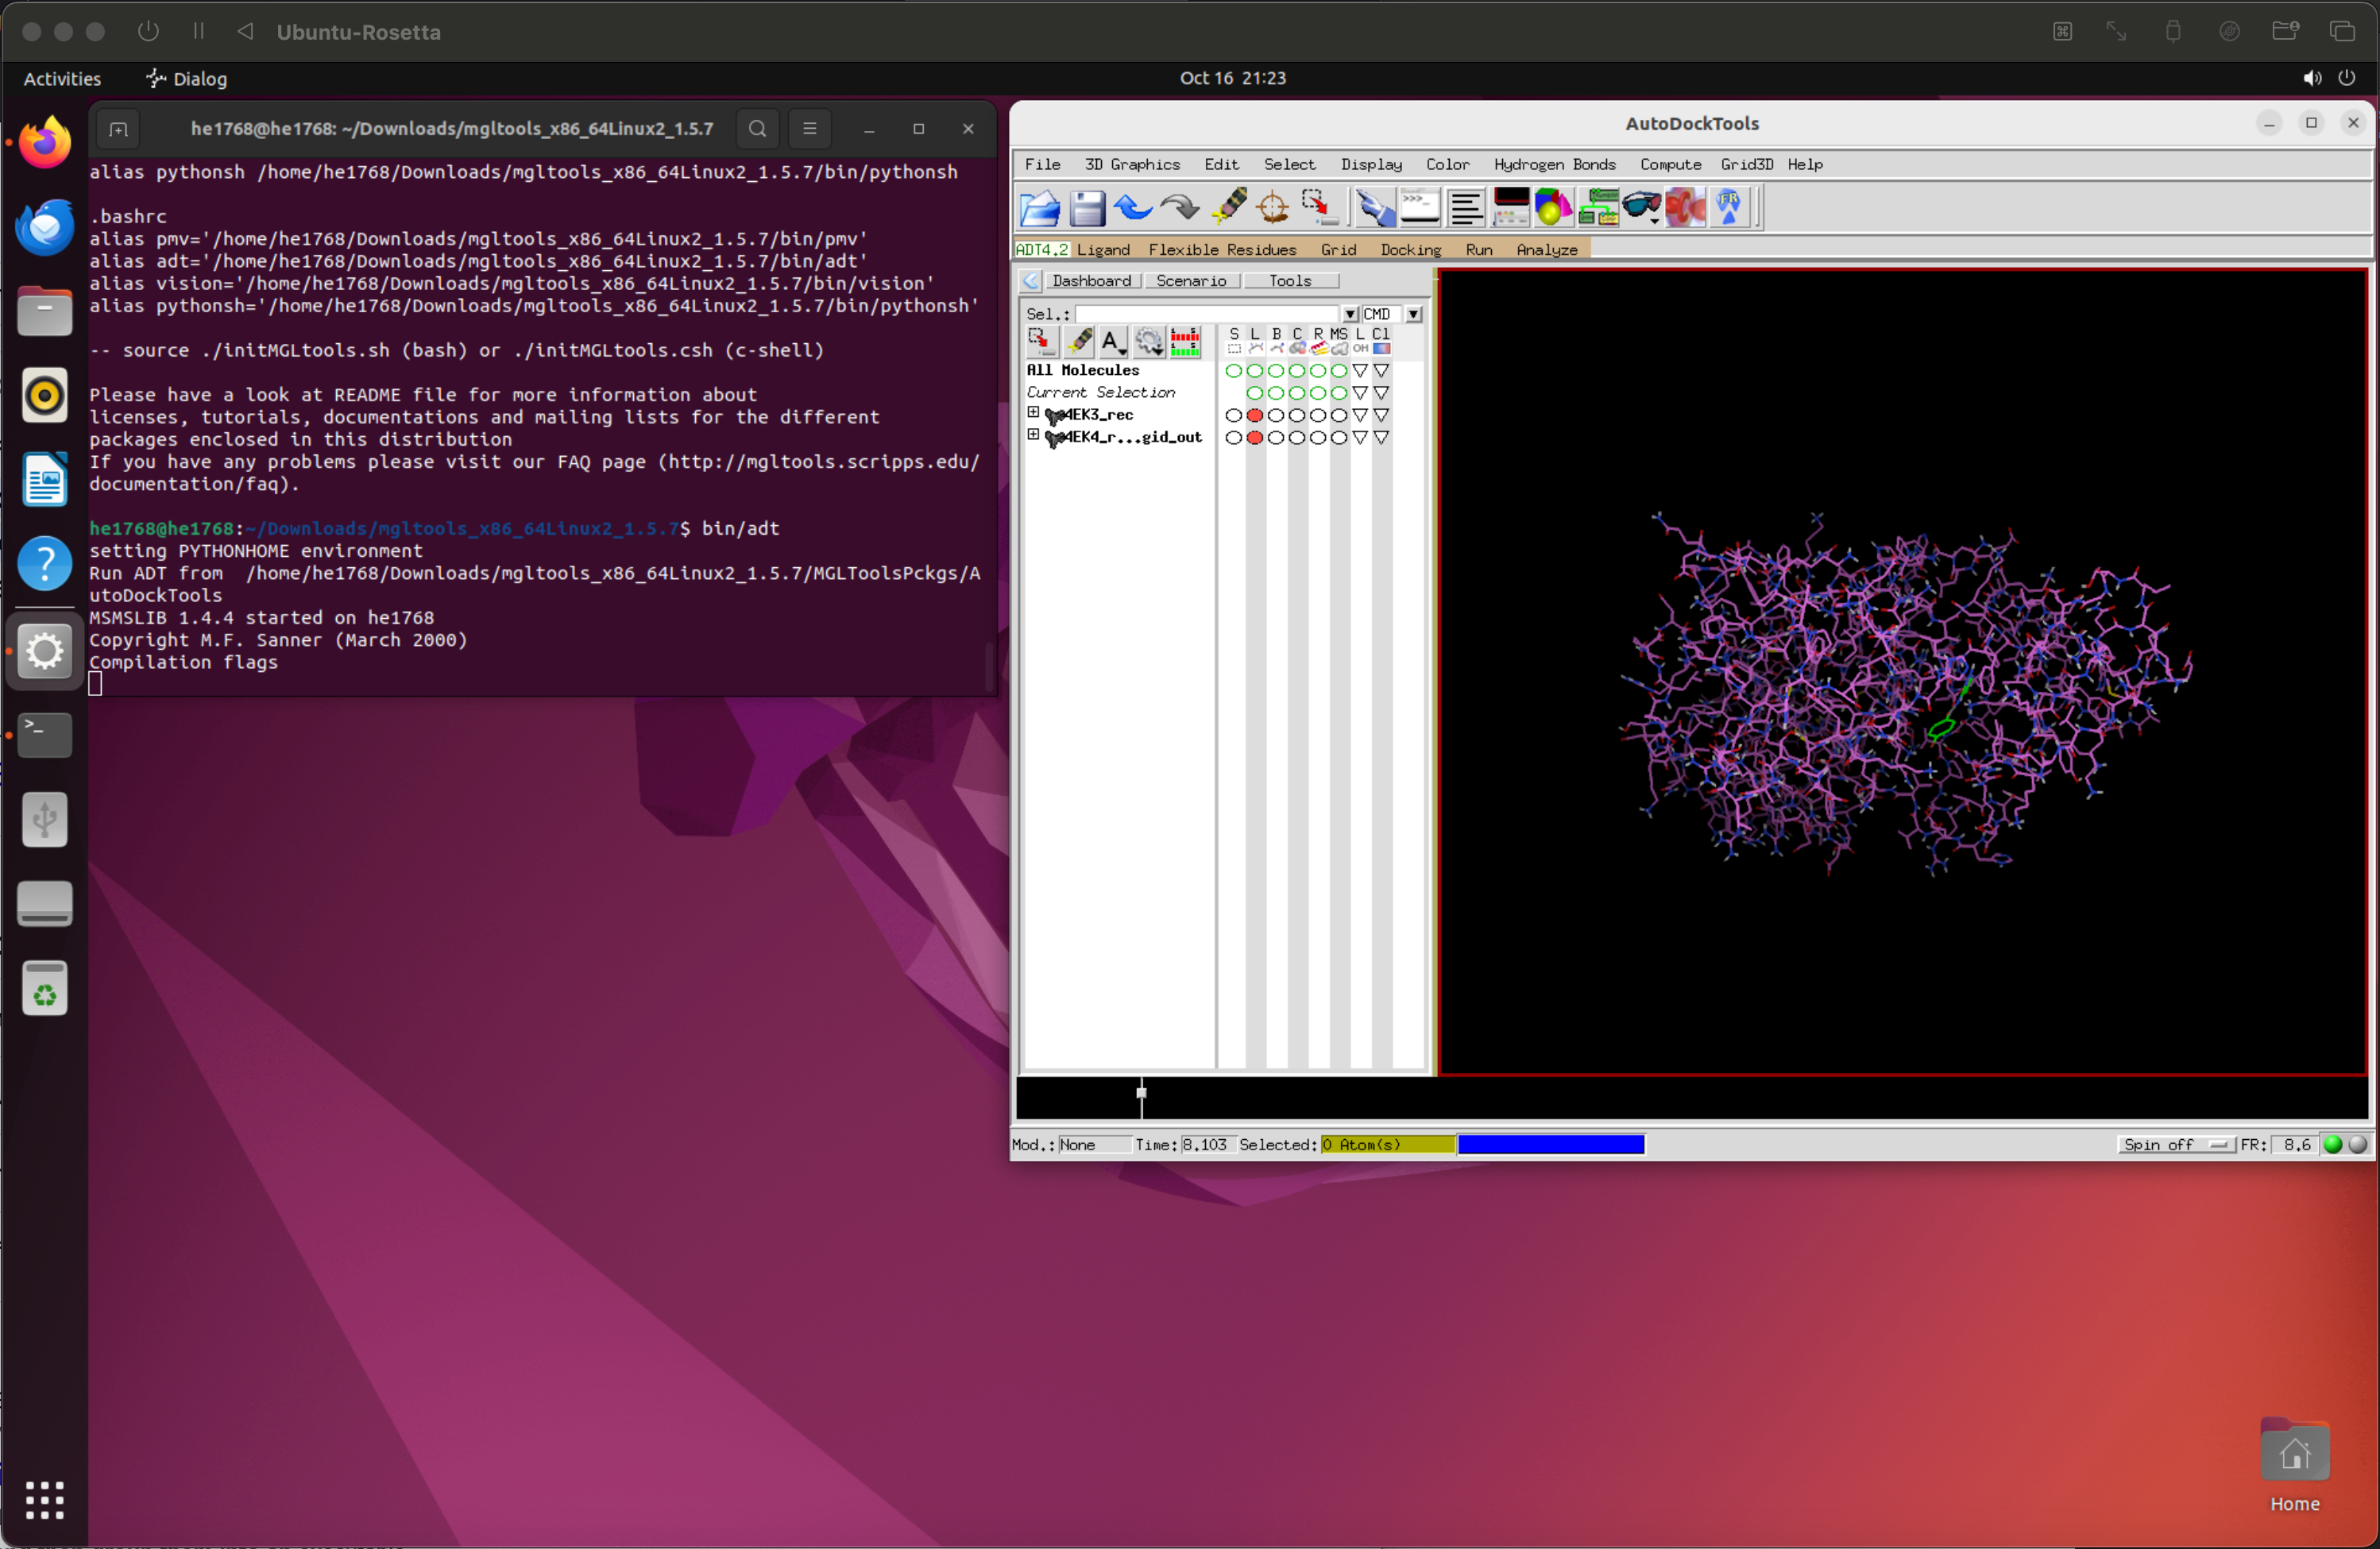 Ubuntu-Rosetta
Activities
Dialog
Oct 16 21:23
he1768@he1768: ~/Downloads/mgltools_x86_64Linux2_1.5.7
alias pythonsh /home/he1768/Downloads/mgltools_x86_64Linux2_1.5.7/bin/pythonsh
.bashrc
alias pmv='/home/he1768/Downloads/mgltools_x86_64Linux2_1.5.7/bin/pmv'
alias adt='/home/he1768/Downloads/mgltools_x86_64Linux2_1.5.7/bin/adt'
alias vision='/home/he1768/Downloads/mgltools_x86_64Linux2_1.5.7/bin/vision'
alias pythonsh='/home/he1768/Downloads/mgltools_x86_64Linux2_1.5.7/bin/pythonsh'
-- source ./initMGLtools.sh (bash) or ./initMGLtools.csh (c-shell)
Please have a look at README file for more information about
licenses, tutorials, documentations and mailing lists for the different
packages enclosed in this distribution
If you have any problems please visit our FAQ page (http://mgltools.scripps.edu/
documentation/faq).
he1768@he1768:~/Downloads/mgltools_x86_64Linux2_1.5.7$ bin/adt
setting PYTHONHOME environment
Run ADT from  /home/he1768/Downloads/mgltools_x86_64Linux2_1.5.7/MGLToolsPckgs/A
utoDockTools
MSMSLIB 1.4.4 started on he1768
Copyright M.F. Sanner (March 2000)
Compilation flags
AutoDockTools
File 3D Graphics Edit Select Display Color Hydrogen Bonds Compute Grid3D Help
ADT4.2 Ligand Flexible Residues Grid Docking Run Analyze
Dashboard Scenario Tools
Sel.: CMD
S L B C R MS L Cl
All Molecules
Current Selection
4EK3_rec
4EK4_r...gid_out
Mod.: None Time: 8.103 Selected: 0 Atom(s) Spin off FR: 8.6
Home